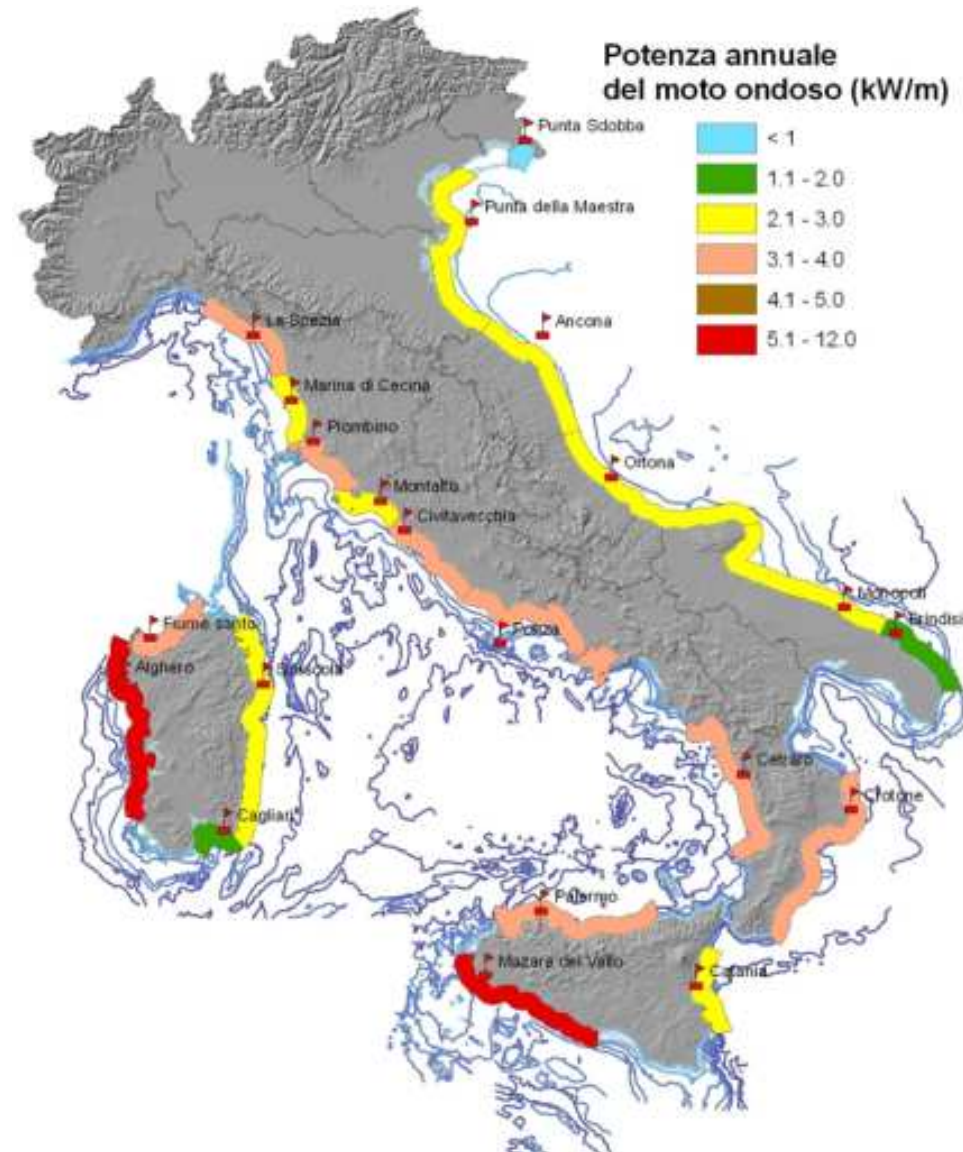 Potenza annuale
del moto ondoso (kW/m)
< 1
1.1 - 2.0
2.1 - 3.0
3.1 - 4.0
4.1 - 5.0
5.1 - 12.0
Punta Sdobba
Punta della Maestra
Ancona
La Spezia
Marina di Cecina
Piombino
Ortona
Montalto
Civitavecchia
Monopoli
Brindisi
Ponza
Fiume santo
Alghero
Siniscola
Cetraro
Crotone
Cagliari
Palermo
Mazara del Vallo
Catania